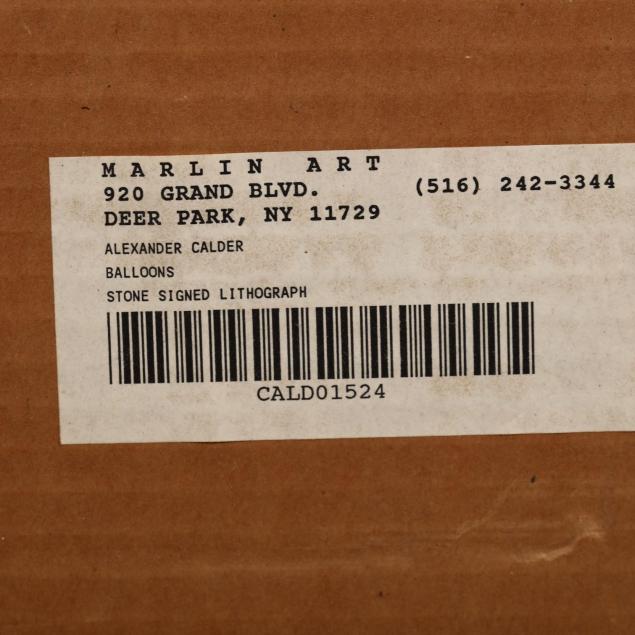 MARLIN ART
920 GRAND BLVD. (516) 242-3344
DEER PARK, NY 11729
ALEXANDER CALDER
BALLOONS
STONE SIGNED LITHOGRAPH
CALD01524